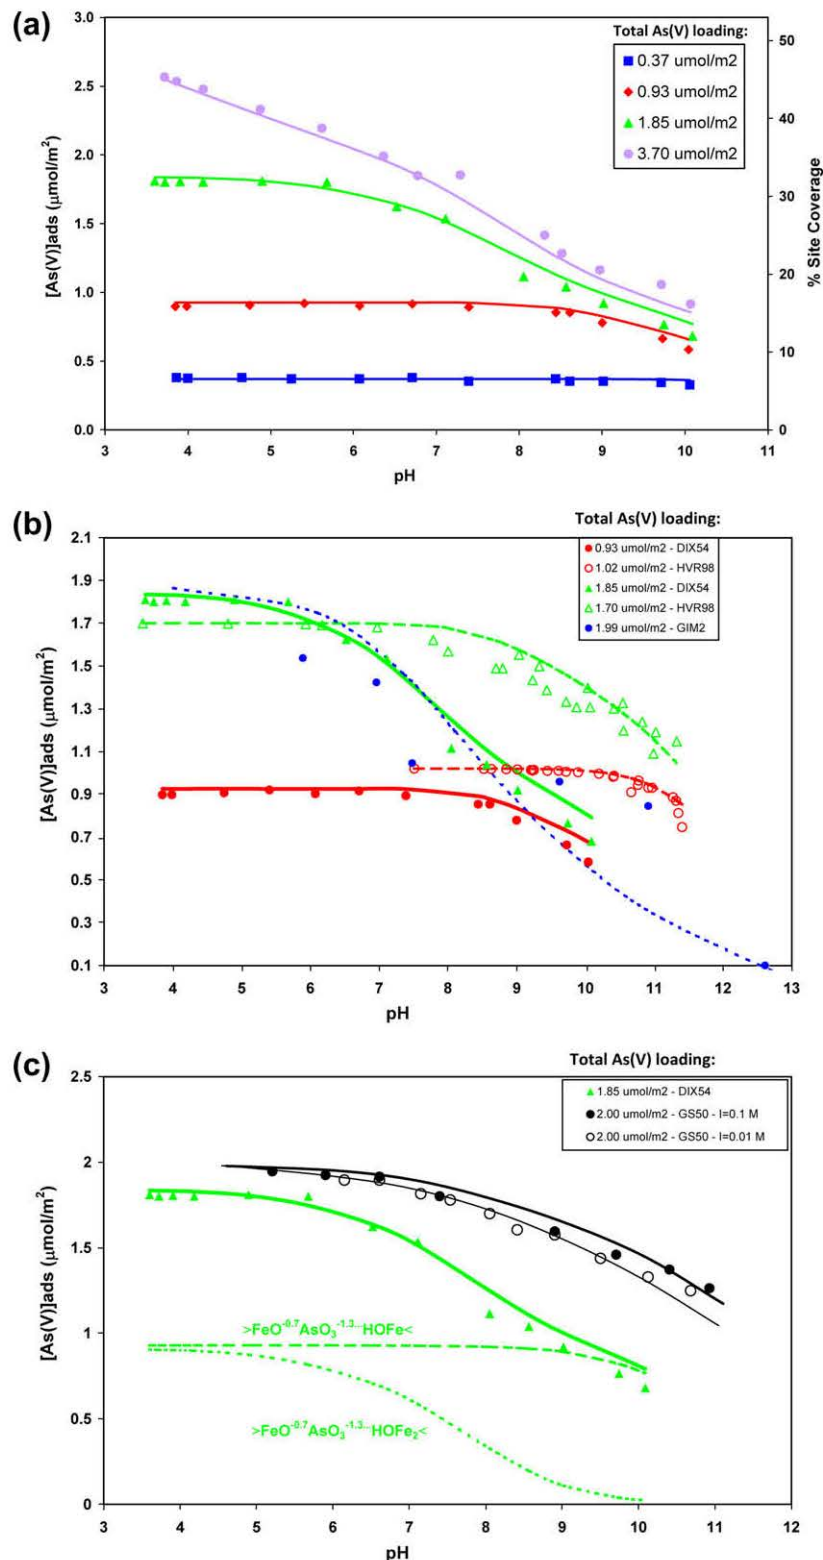 (a)
Total As(V) loading:
0.37 umol/m2
0.93 umol/m2
1.85 umol/m2
3.70 umol/m2
3.0
2.5
2.0
1.5
1.0
0.5
0.0
[As(V)]ads (μmol/m²)
50
40
30
20
10
0
% Site Coverage
3 4 5 6 7 8 9 10 11
pH
(b)
Total As(V) loading:
0.93 umol/m2 - DIX54
1.02 umol/m2 - HVR98
1.85 umol/m2 - DIX54
1.70 umol/m2 - HVR98
1.99 umol/m2 - GIM2
2.1
1.9
1.7
1.5
1.3
1.1
0.9
0.7
0.5
0.3
0.1
[As(V)]ads (μmol/m²)
3 4 5 6 7 8 9 10 11 12 13
pH
(c)
Total As(V) loading:
1.85 umol/m2 - DIX54
2.00 umol/m2 - GS50 - I=0.1 M
2.00 umol/m2 - GS50 - I=0.01 M
2.5
2
1.5
1
0.5
0
[As(V)]ads (μmol/m²)
>FeO⁻⁰·⁷AsO₃⁻¹·³...HOFe<
>FeO⁻⁰·⁷AsO₃⁻¹·³...HOFe₂<
3 4 5 6 7 8 9 10 11 12
pH